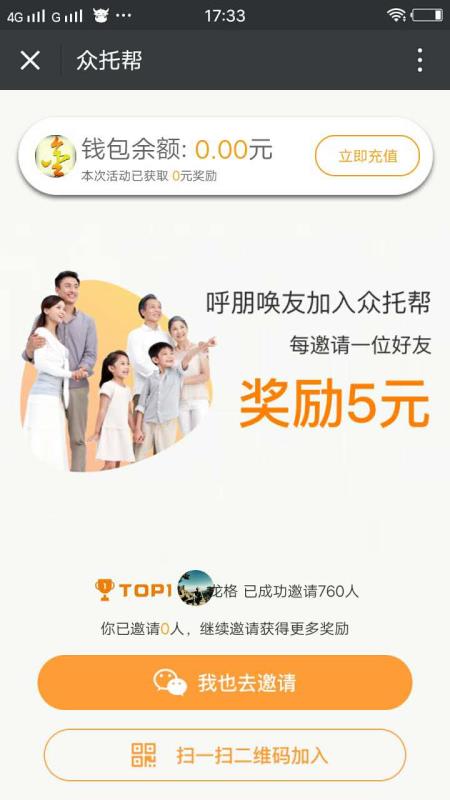 4G G 17:33
众托帮
钱包余额: 0.00元
立即充值
本次活动已获取 0元奖励
呼朋唤友加入众托帮
每邀请一位好友
奖励5元
1 TOP1 龙格 已成功邀请760人
你已邀请0人，继续邀请获得更多奖励
我也去邀请
扫一扫二维码加入